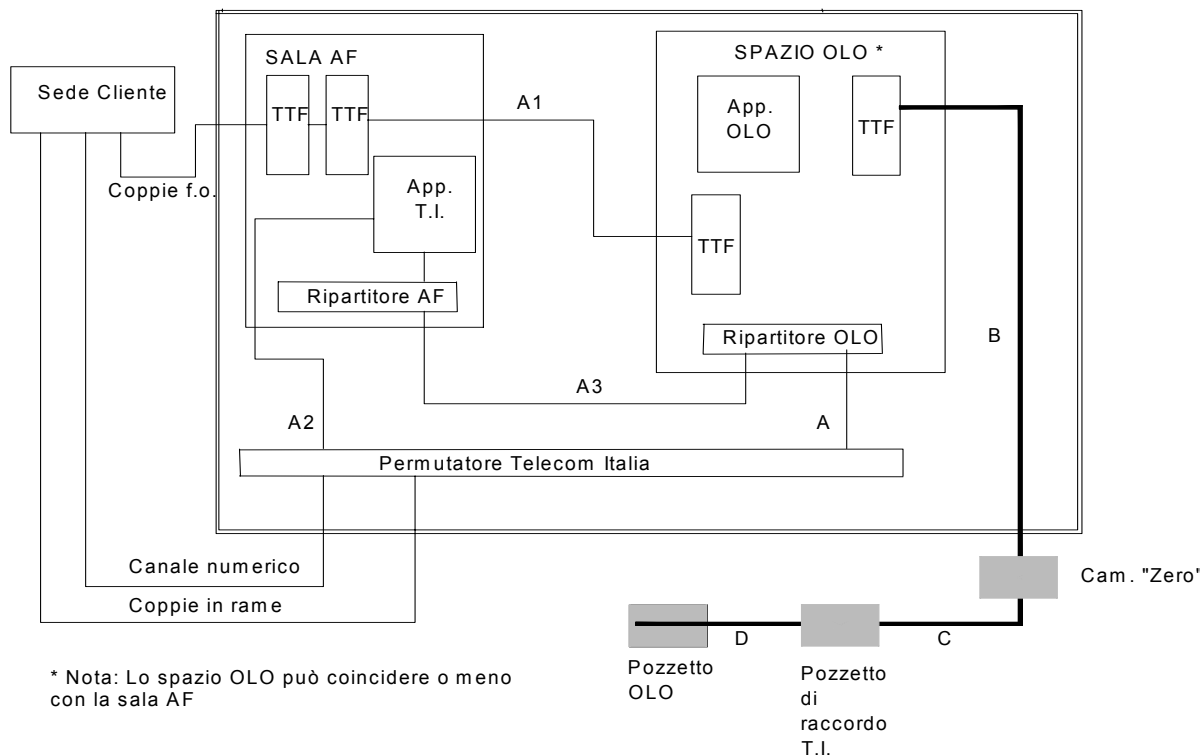 SALA AF
SPAZIO OLO *
Sede Cliente
TTF
TTF
A1
App.
OLO
TTF
Coppie f.o.
App.
T.I.
TTF
Ripartitore AF
Ripartitore OLO
B
A3
A2
A
Permutatore Telecom Italia
Canale numerico
Cam. "Zero"
Coppie in rame
D
C
* Nota: Lo spazio OLO può coincidere o meno
con la sala AF
Pozzetto
OLO
Pozzetto
di
raccordo
T.I.